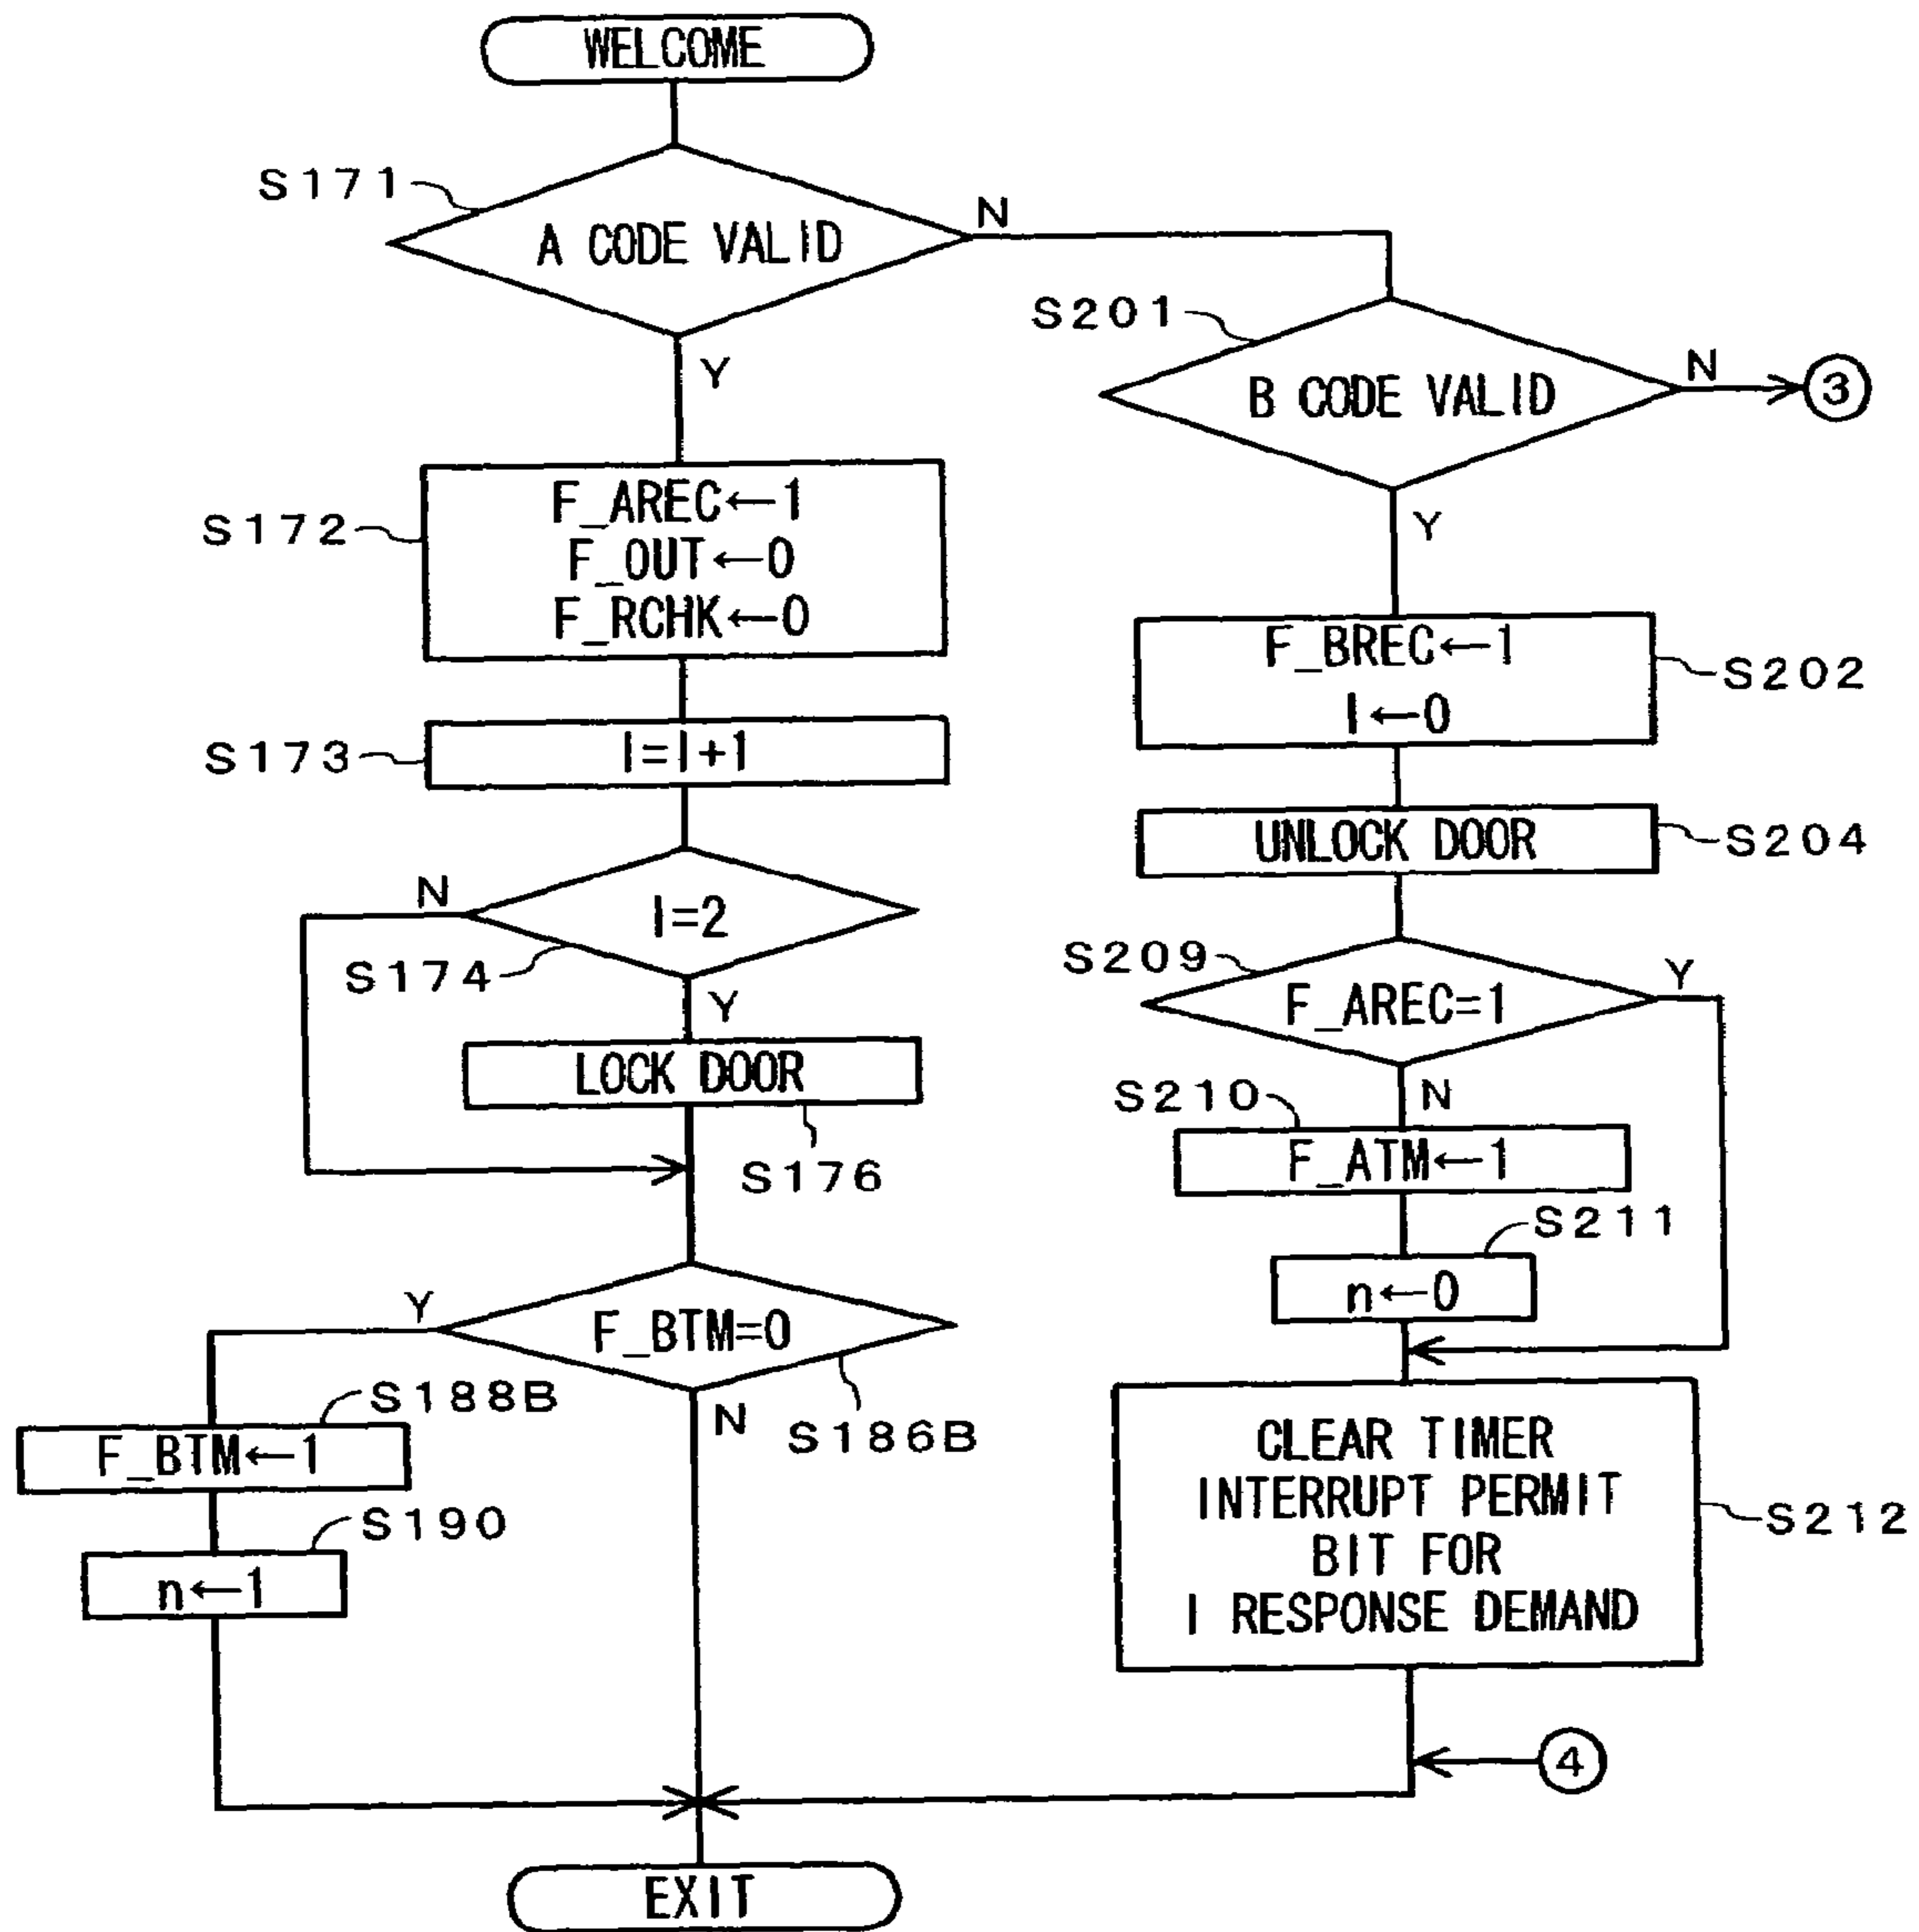 WELCOME
S171
A CODE VALID
N
Y
S201
B CODE VALID
N
3
Y
S172
F_AREC←1
F_OUT←0
F_RCHK←0
F_BREC←1
I←0
S202
S173
I=I+1
UNLOCK DOOR
S204
N
I=2
S174
Y
S209
F_AREC=1
Y
N
LOCK DOOR
S176
S210
F_ATM←1
S211
n←0
Y
F_BTM=0
S186B
N
S188B
F_BTM←1
S190
n←1
CLEAR TIMER
INTERRUPT PERMIT
BIT FOR
I RESPONSE DEMAND
S212
4
EXIT